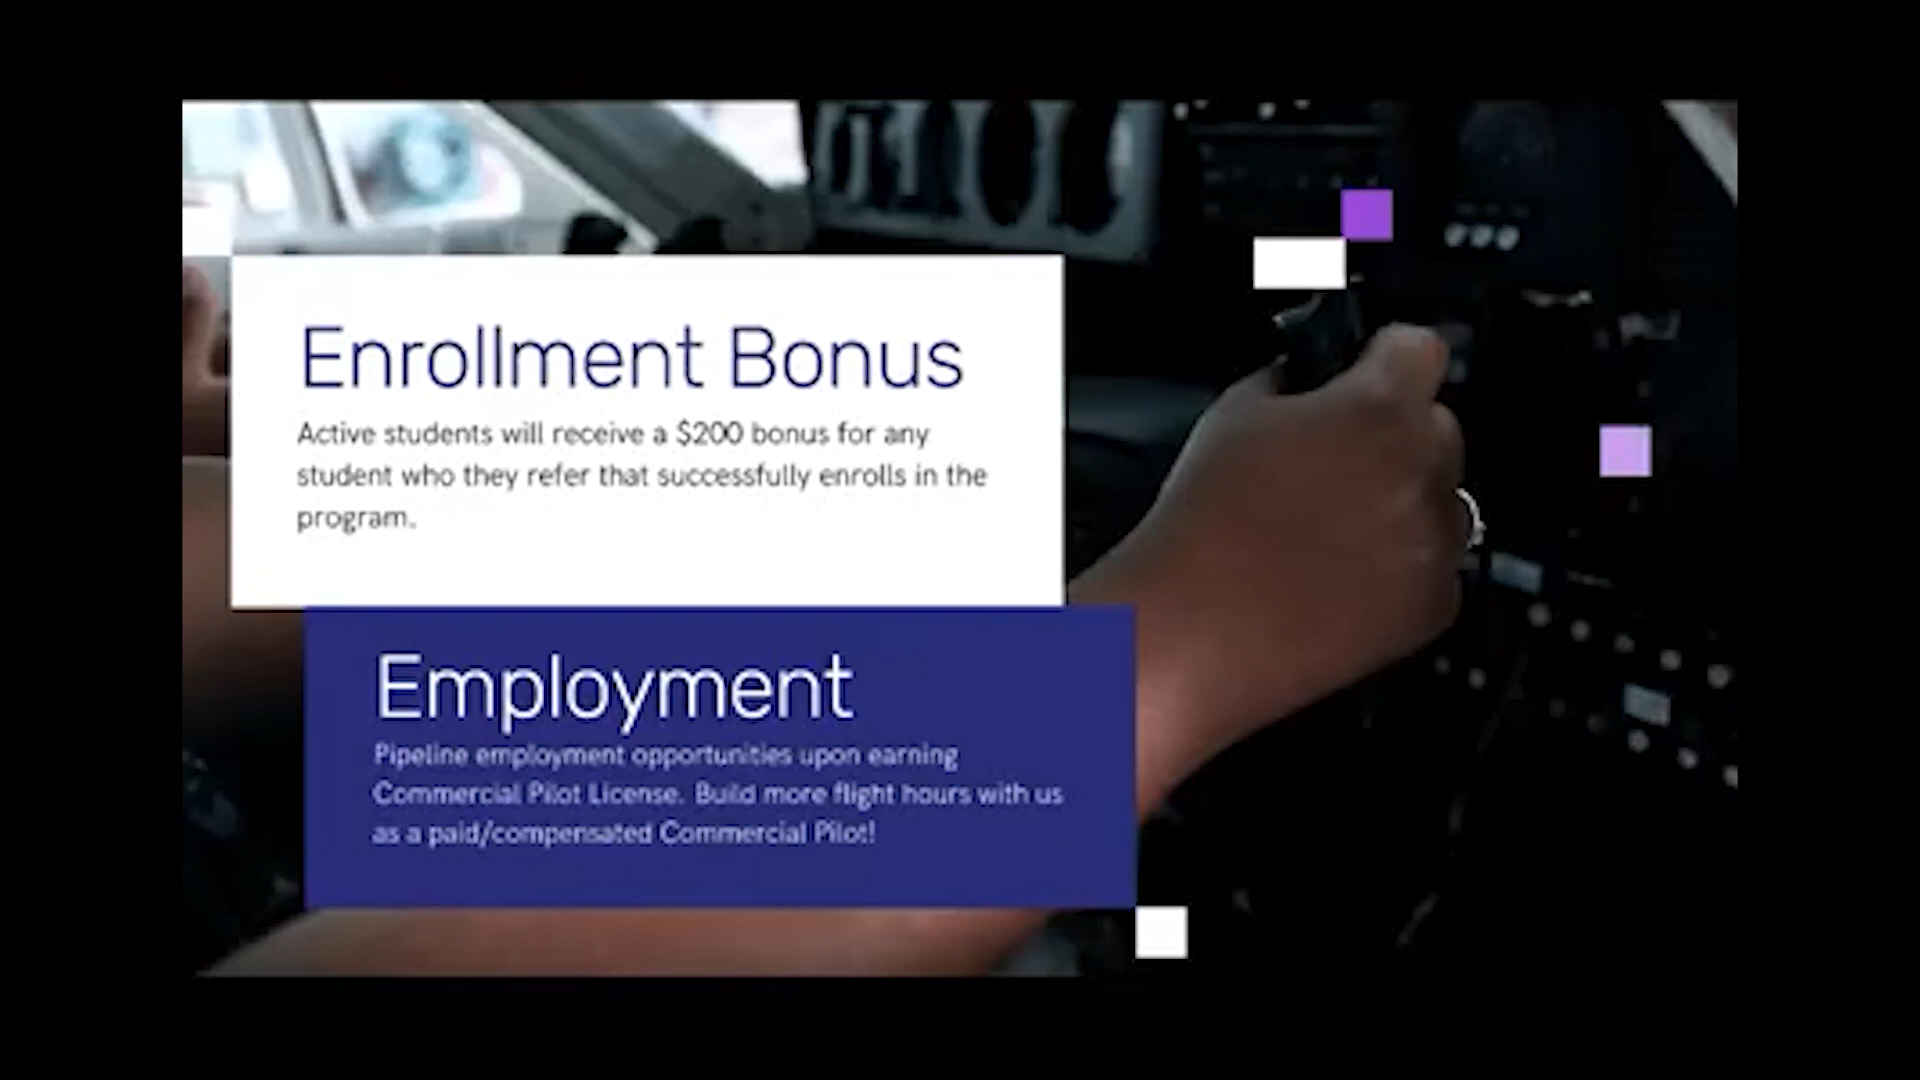 Enrollment Bonus
Active students will receive a $200 bonus for any
student who they refer that successfully enrolls in the
program.
Employment
Pipeline employment opportunities upon earning
Commercial Pilot License. Build more flight hours with us
as a paid/compensated Commercial Pilot!